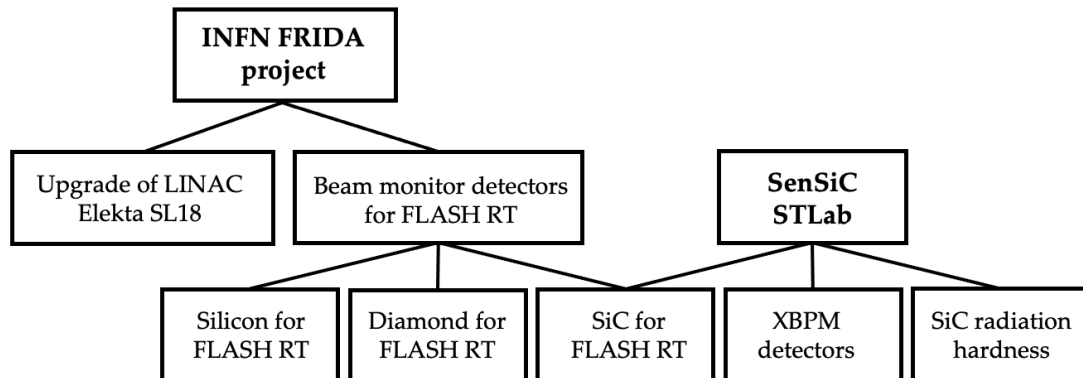 INFN FRIDA
project
Upgrade of LINAC
Elekta SL18
Beam monitor detectors
for FLASH RT
SenSiC
STLab
Silicon for
FLASH RT
Diamond for
FLASH RT
SiC for
FLASH RT
XBPM
detectors
SiC radiation
hardness